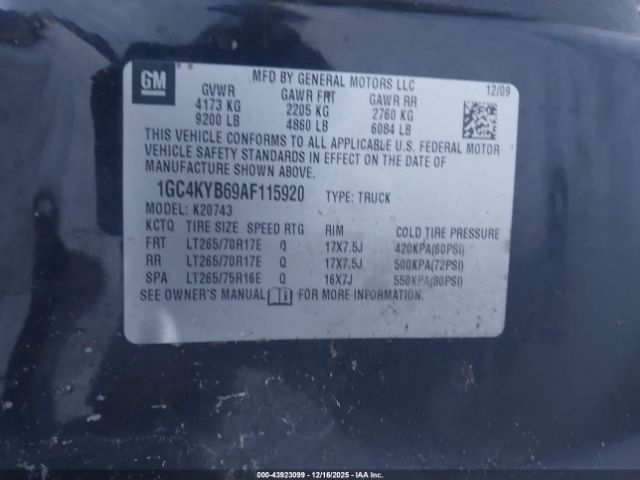 GM
MFD BY GENERAL MOTORS LLC
12/09
GVWR GAWR FRT GAWR RR
4173 KG 2205 KG 2760 KG
9200 LB 4860 LB 6084 LB
THIS VEHICLE CONFORMS TO ALL APPLICABLE U.S. FEDERAL MOTOR
VEHICLE SAFETY STANDARDS IN EFFECT ON THE DATE OF
MANUFACTURE SHOWN ABOVE.
1GC4KYB69AF115920 TYPE: TRUCK
MODEL: K20743
KCTQ TIRE SIZE SPEED RTG RIM COLD TIRE PRESSURE
FRT LT265/70R17E Q 17X7.5J 420KPA(60PSI)
RR LT265/70R17E Q 17X7.5J 500KPA(72PSI)
SPA LT265/75R16E Q 16X7J 550KPA(80PSI)
SEE OWNER'S MANUAL FOR MORE INFORMATION.
000-43923099 - 12/16/2025 - IAA Inc.